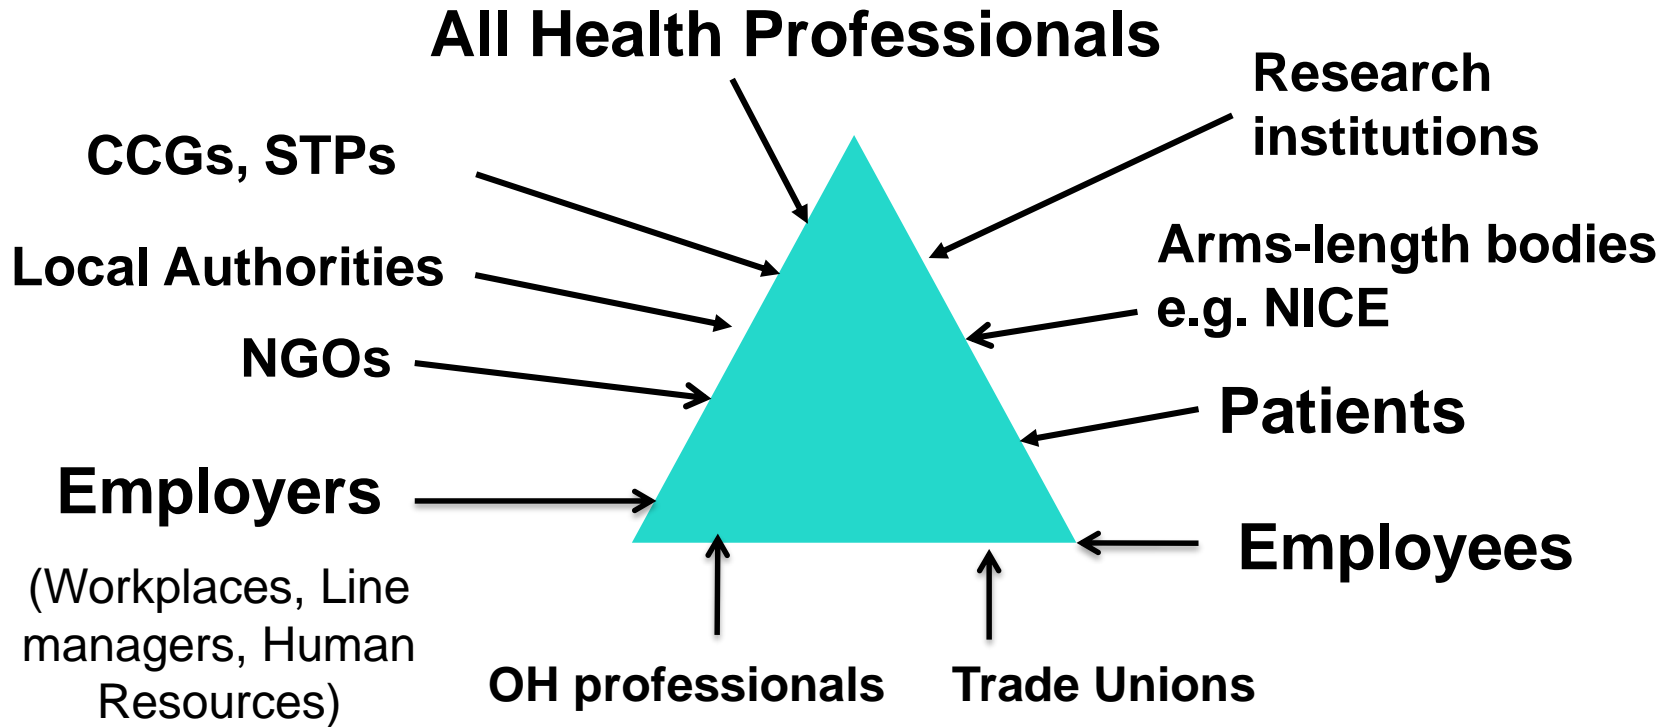 All Health Professionals
Research
institutions
CCGs, STPs
Arms-length bodies
e.g. NICE
Local Authorities
NGOs
Patients
Employers
(Workplaces, Line
managers, Human
Resources)
Employees
OH professionals
Trade Unions